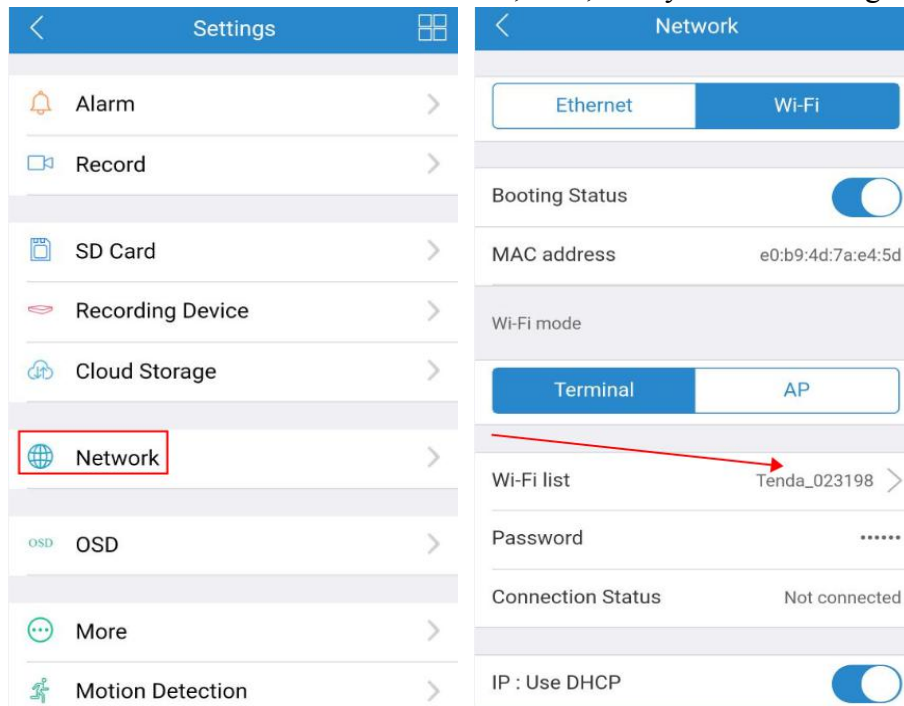 Settings
Alarm
Record
SD Card
Recording Device
Cloud Storage
Network
OSD OSD
More
Motion Detection
Network
Ethernet Wi-Fi
Booting Status
MAC address e0:b9:4d:7a:e4:5d
Wi-Fi mode
Terminal AP
Wi-Fi list Tenda_023198
Password ••••••
Connection Status Not connected
IP : Use DHCP